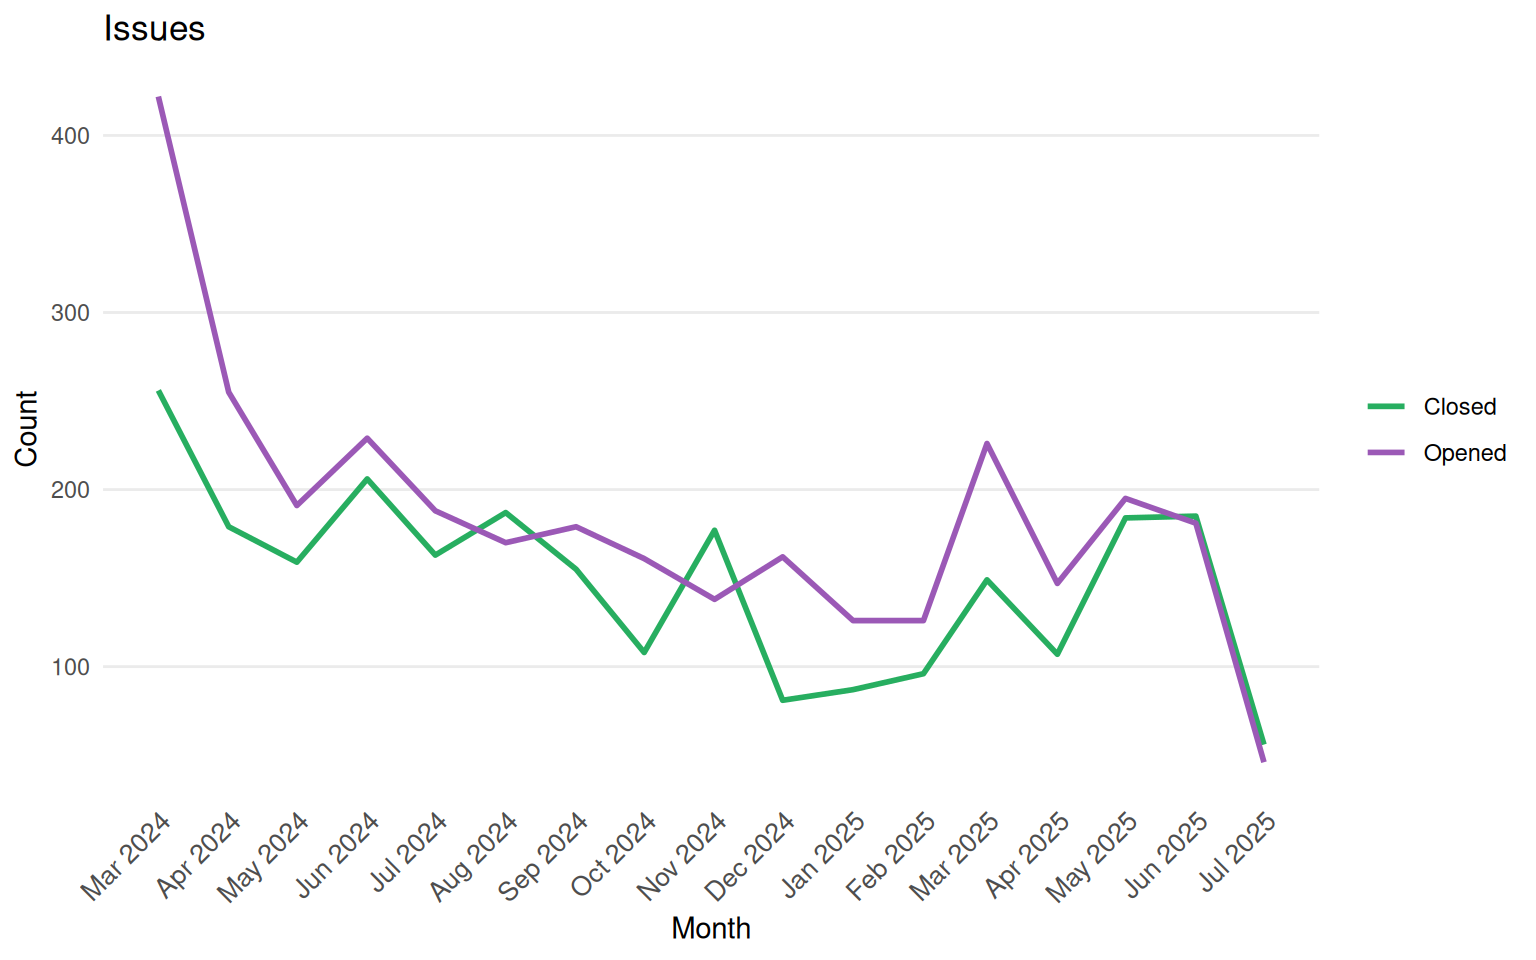 Issues
400
300
200
100
Count
Mar 2024
Apr 2024
May 2024
Jun 2024
Jul 2024
Aug 2024
Sep 2024
Oct 2024
Nov 2024
Dec 2024
Jan 2025
Feb 2025
Mar 2025
Apr 2025
May 2025
Jun 2025
Jul 2025
Month
Closed
Opened